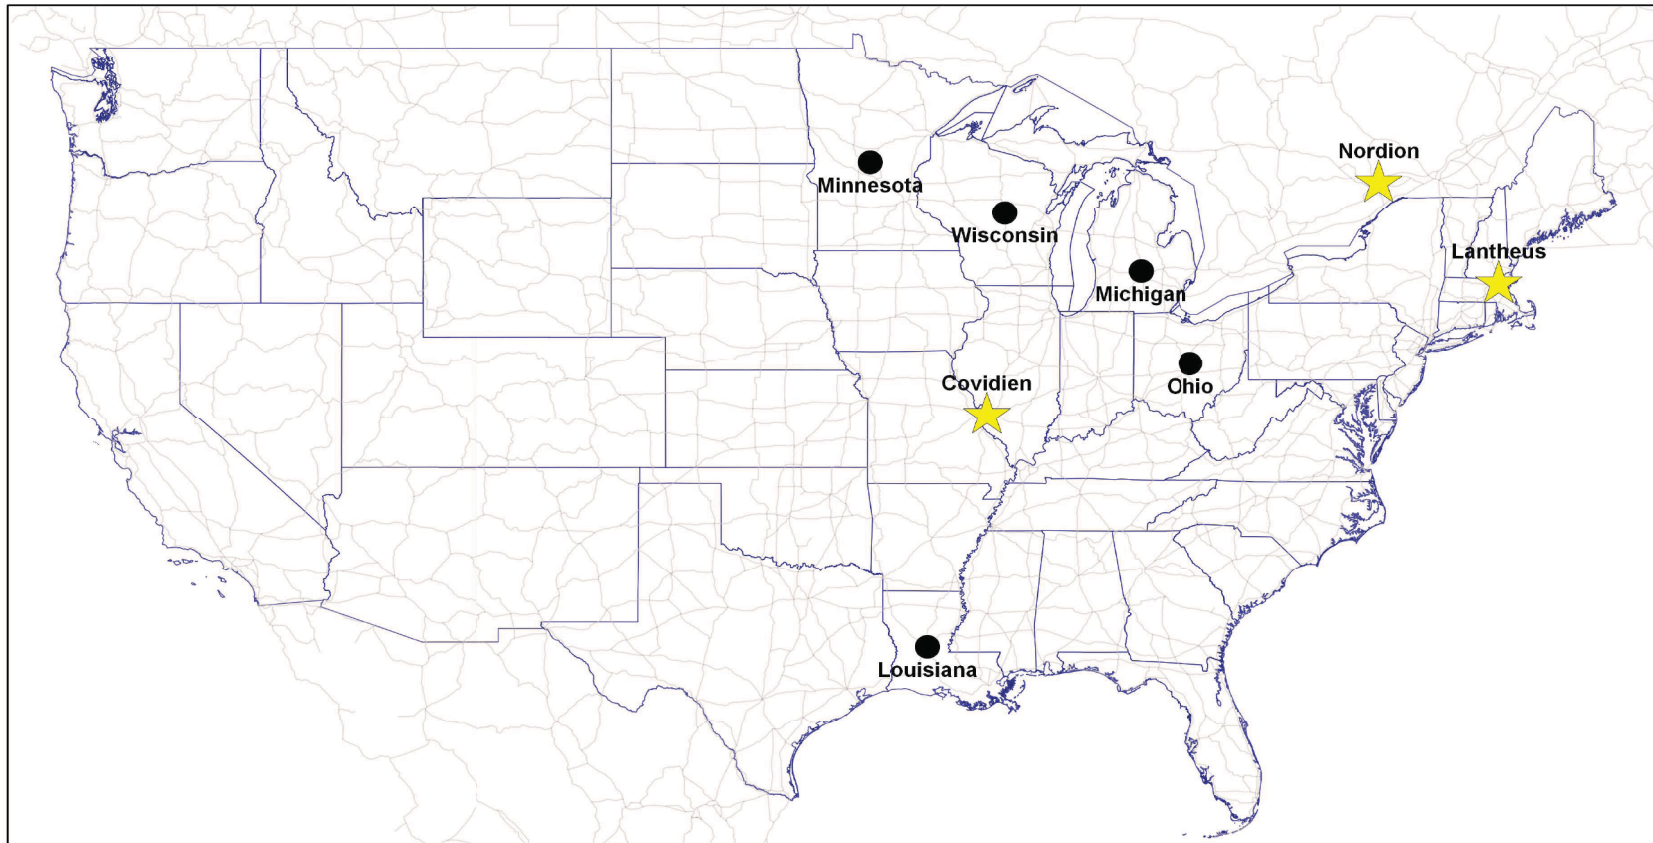 Nordion
Minnesota
Wisconsin
Lantheus
Michigan
Covidien
Ohio
Louisiana